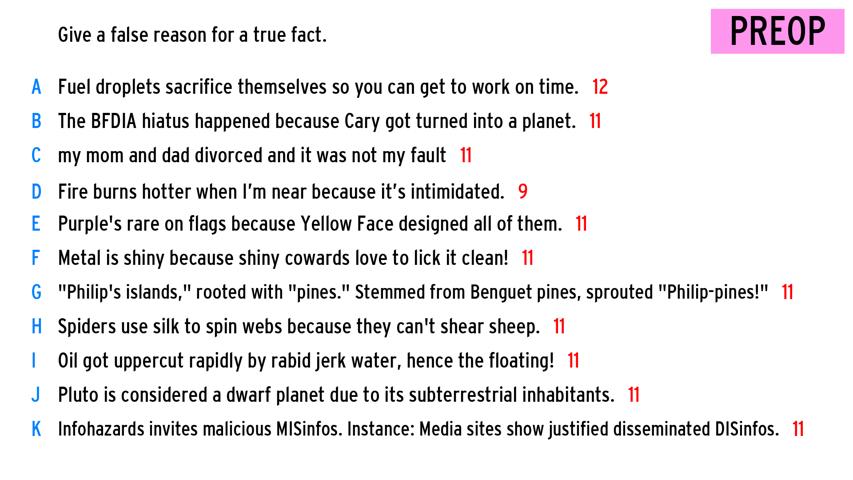 Give a false reason for a true fact.
PREOP
A Fuel droplets sacrifice themselves so you can get to work on time. 12
B The BFDIA hiatus happened because Cary got turned into a planet. 11
C my mom and dad divorced and it was not my fault 11
D Fire burns hotter when I’m near because it’s intimidated. 9
E Purple's rare on flags because Yellow Face designed all of them. 11
F Metal is shiny because shiny cowards love to lick it clean! 11
G "Philip's islands," rooted with "pines." Stemmed from Benguet pines, sprouted "Philip-pines!" 11
H Spiders use silk to spin webs because they can't shear sheep. 11
I Oil got uppercut rapidly by rabid jerk water, hence the floating! 11
J Pluto is considered a dwarf planet due to its subterrestrial inhabitants. 11
K Infohazards invites malicious MISinfos. Instance: Media sites show justified disseminated DISinfos. 11